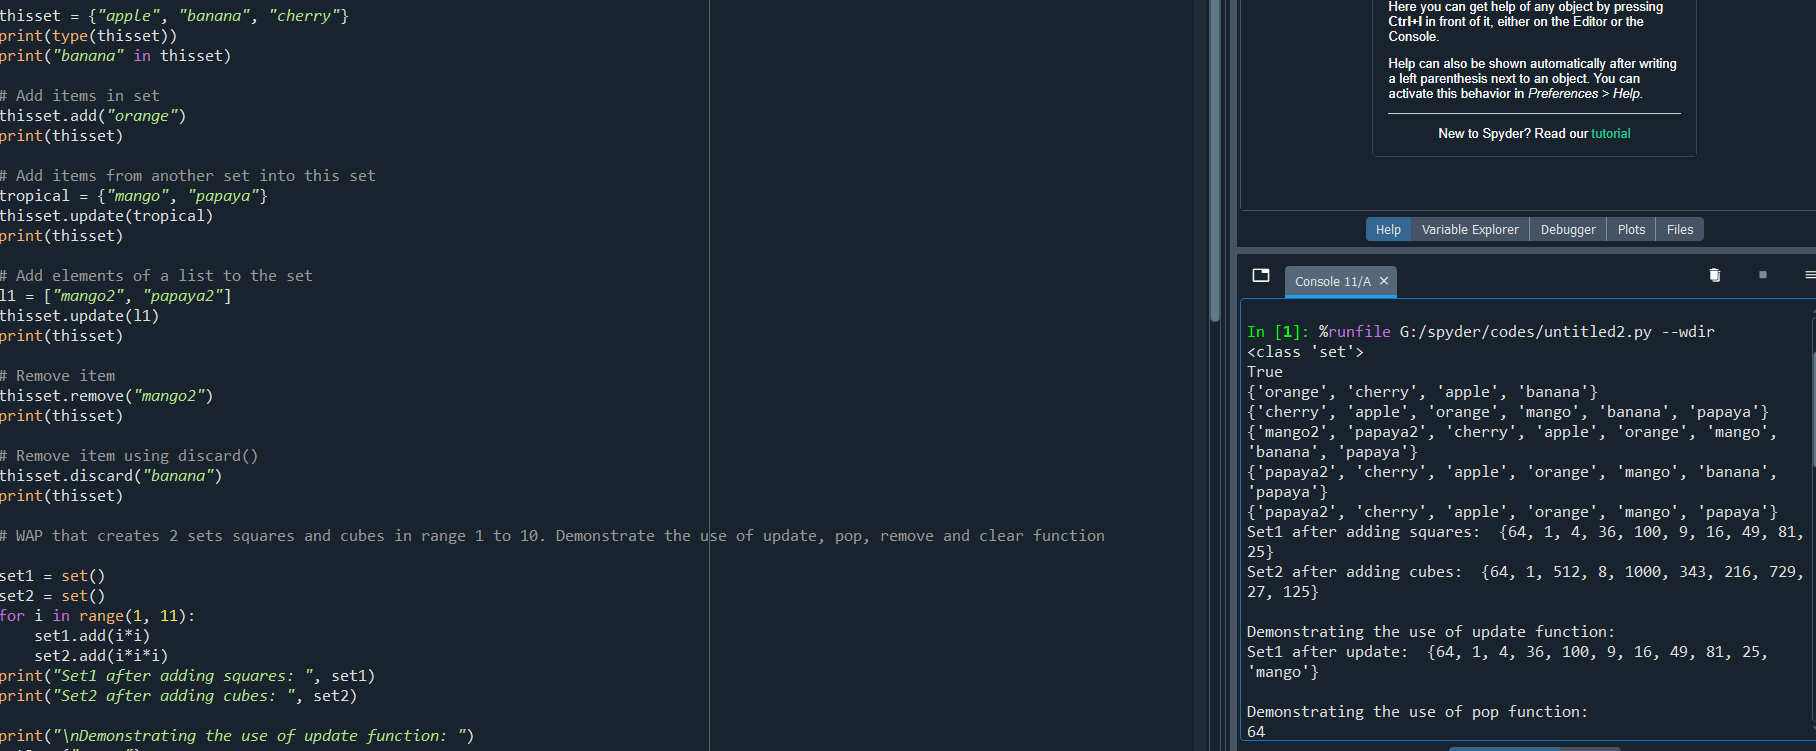 thisset = {"apple", "banana", "cherry"}
print(type(thisset))
print("banana" in thisset)
# Add items in set
thisset.add("orange")
print(thisset)
# Add items from another set into this set
tropical = {"mango", "papaya"}
thisset.update(tropical)
print(thisset)
# Add elements of a list to the set
l1 = ["mango2", "papaya2"]
thisset.update(l1)
print(thisset)
# Remove item
thisset.remove("mango2")
print(thisset)
# Remove item using discard()
thisset.discard("banana")
print(thisset)
# WAP that creates 2 sets squares and cubes in range 1 to 10. Demonstrate the use of update, pop, remove and clear function
set1 = set()
set2 = set()
for i in range(1, 11):
    set1.add(i*i)
    set2.add(i*i*i)
print("Set1 after adding squares: ", set1)
print("Set2 after adding cubes: ", set2)
print("\nDemonstrating the use of update function: ")
Here you can get help of any object by pressing
Ctrl+I in front of it, either on the Editor or the
Console.
Help can also be shown automatically after writing
a left parenthesis next to an object. You can
activate this behavior in Preferences > Help.
New to Spyder? Read our tutorial
Help Variable Explorer Debugger Plots Files
Console 11/A
In [1]: %runfile G:/spyder/codes/untitled2.py --wdir
<class 'set'>
True
{'orange', 'cherry', 'apple', 'banana'}
{'cherry', 'apple', 'orange', 'mango', 'banana', 'papaya'}
{'mango2', 'papaya2', 'cherry', 'apple', 'orange', 'mango',
'banana', 'papaya'}
{'papaya2', 'cherry', 'apple', 'orange', 'mango', 'banana',
'papaya'}
{'papaya2', 'cherry', 'apple', 'orange', 'mango', 'papaya'}
Set1 after adding squares:  {64, 1, 4, 36, 100, 9, 16, 49, 81,
25}
Set2 after adding cubes:  {64, 1, 512, 8, 1000, 343, 216, 729,
27, 125}
Demonstrating the use of update function:
Set1 after update:  {64, 1, 4, 36, 100, 9, 16, 49, 81, 25,
'mango'}
Demonstrating the use of pop function:
64